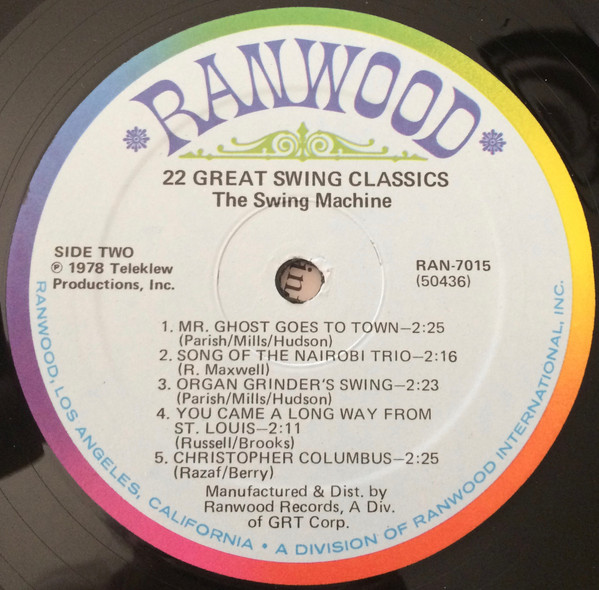 RANWOOD
22 GREAT SWING CLASSICS
The Swing Machine
SIDE TWO
℗ 1978 Teleklew
Productions, Inc.
RAN-7015
(50436)
1. MR. GHOST GOES TO TOWN—2:25
(Parish/Mills/Hudson)
2. SONG OF THE NAIROBI TRIO—2:16
(R. Maxwell)
3. ORGAN GRINDER'S SWING—2:23
(Parish/Mills/Hudson)
4. YOU CAME A LONG WAY FROM
ST. LOUIS—2:11
(Russell/Brooks)
5. CHRISTOPHER COLUMBUS—2:25
(Razaf/Berry)
Manufactured & Dist. by
Ranwood Records, A Div.
of GRT Corp.
RANWOOD, LOS ANGELES, CALIFORNIA • A DIVISION OF RANWOOD INTERNATIONAL, INC.